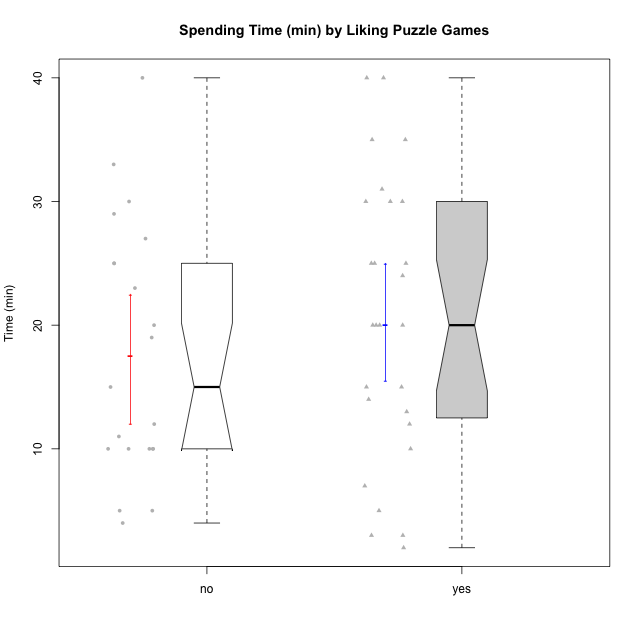 Spending Time (min) by Liking Puzzle Games
Time (min)
40
30
20
10
no
yes